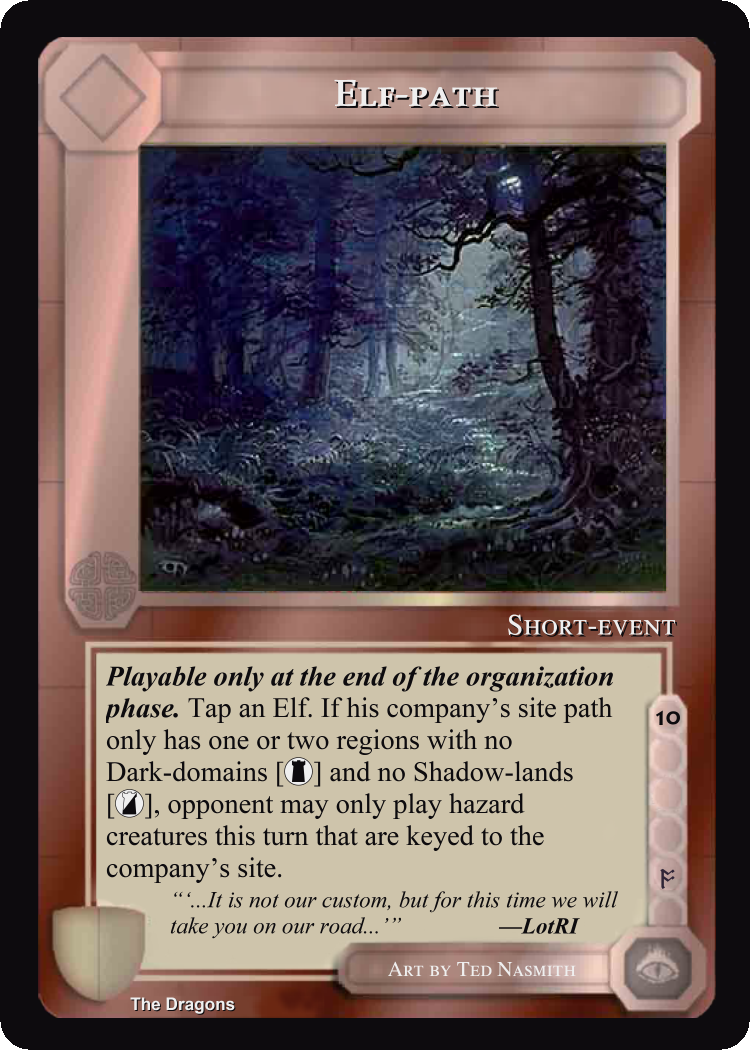 Elf-path
Short-event
Playable only at the end of the organization
phase. Tap an Elf. If his company’s site path
only has one or two regions with no
Dark-domains [] and no Shadow-lands
[], opponent may only play hazard
creatures this turn that are keyed to the
company’s site.
10
“‘...It is not our custom, but for this time we will
take you on our road...’”
—LotRI
Art by Ted Nasmith
The Dragons